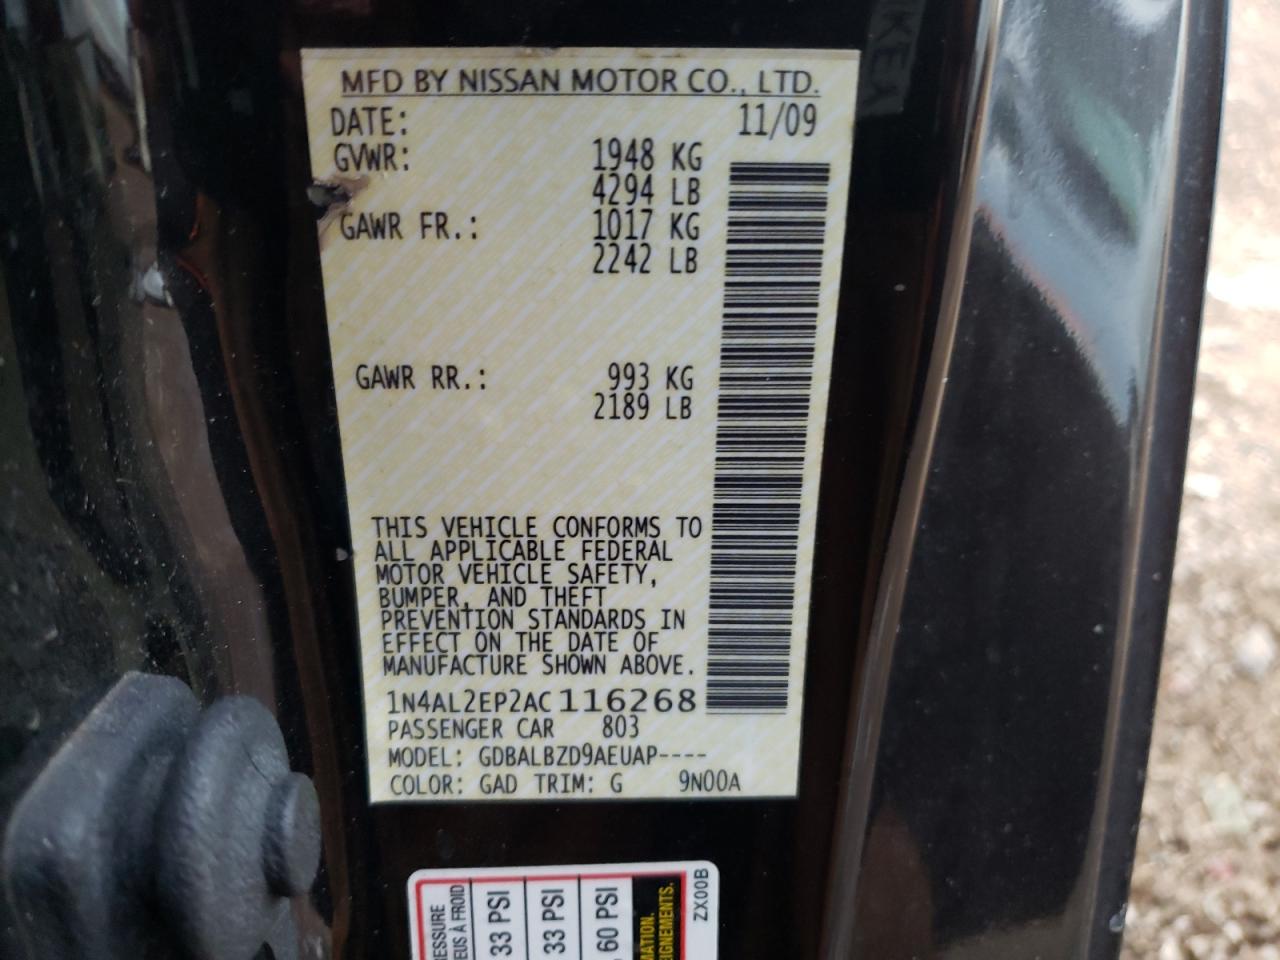 MFD BY NISSAN MOTOR CO., LTD.
DATE: 11/09
GVWR: 1948 KG
4294 LB
GAWR FR.: 1017 KG
2242 LB
GAWR RR.: 993 KG
2189 LB
THIS VEHICLE CONFORMS TO
ALL APPLICABLE FEDERAL
MOTOR VEHICLE SAFETY,
BUMPER, AND THEFT
PREVENTION STANDARDS IN
EFFECT ON THE DATE OF
MANUFACTURE SHOWN ABOVE.
1N4AL2EP2AC116268
PASSENGER CAR 803
MODEL: GDBALBZD9AEUAP----
COLOR: GAD TRIM: G 9N00A
33 PSI
33 PSI
60 PSI
ZX00B